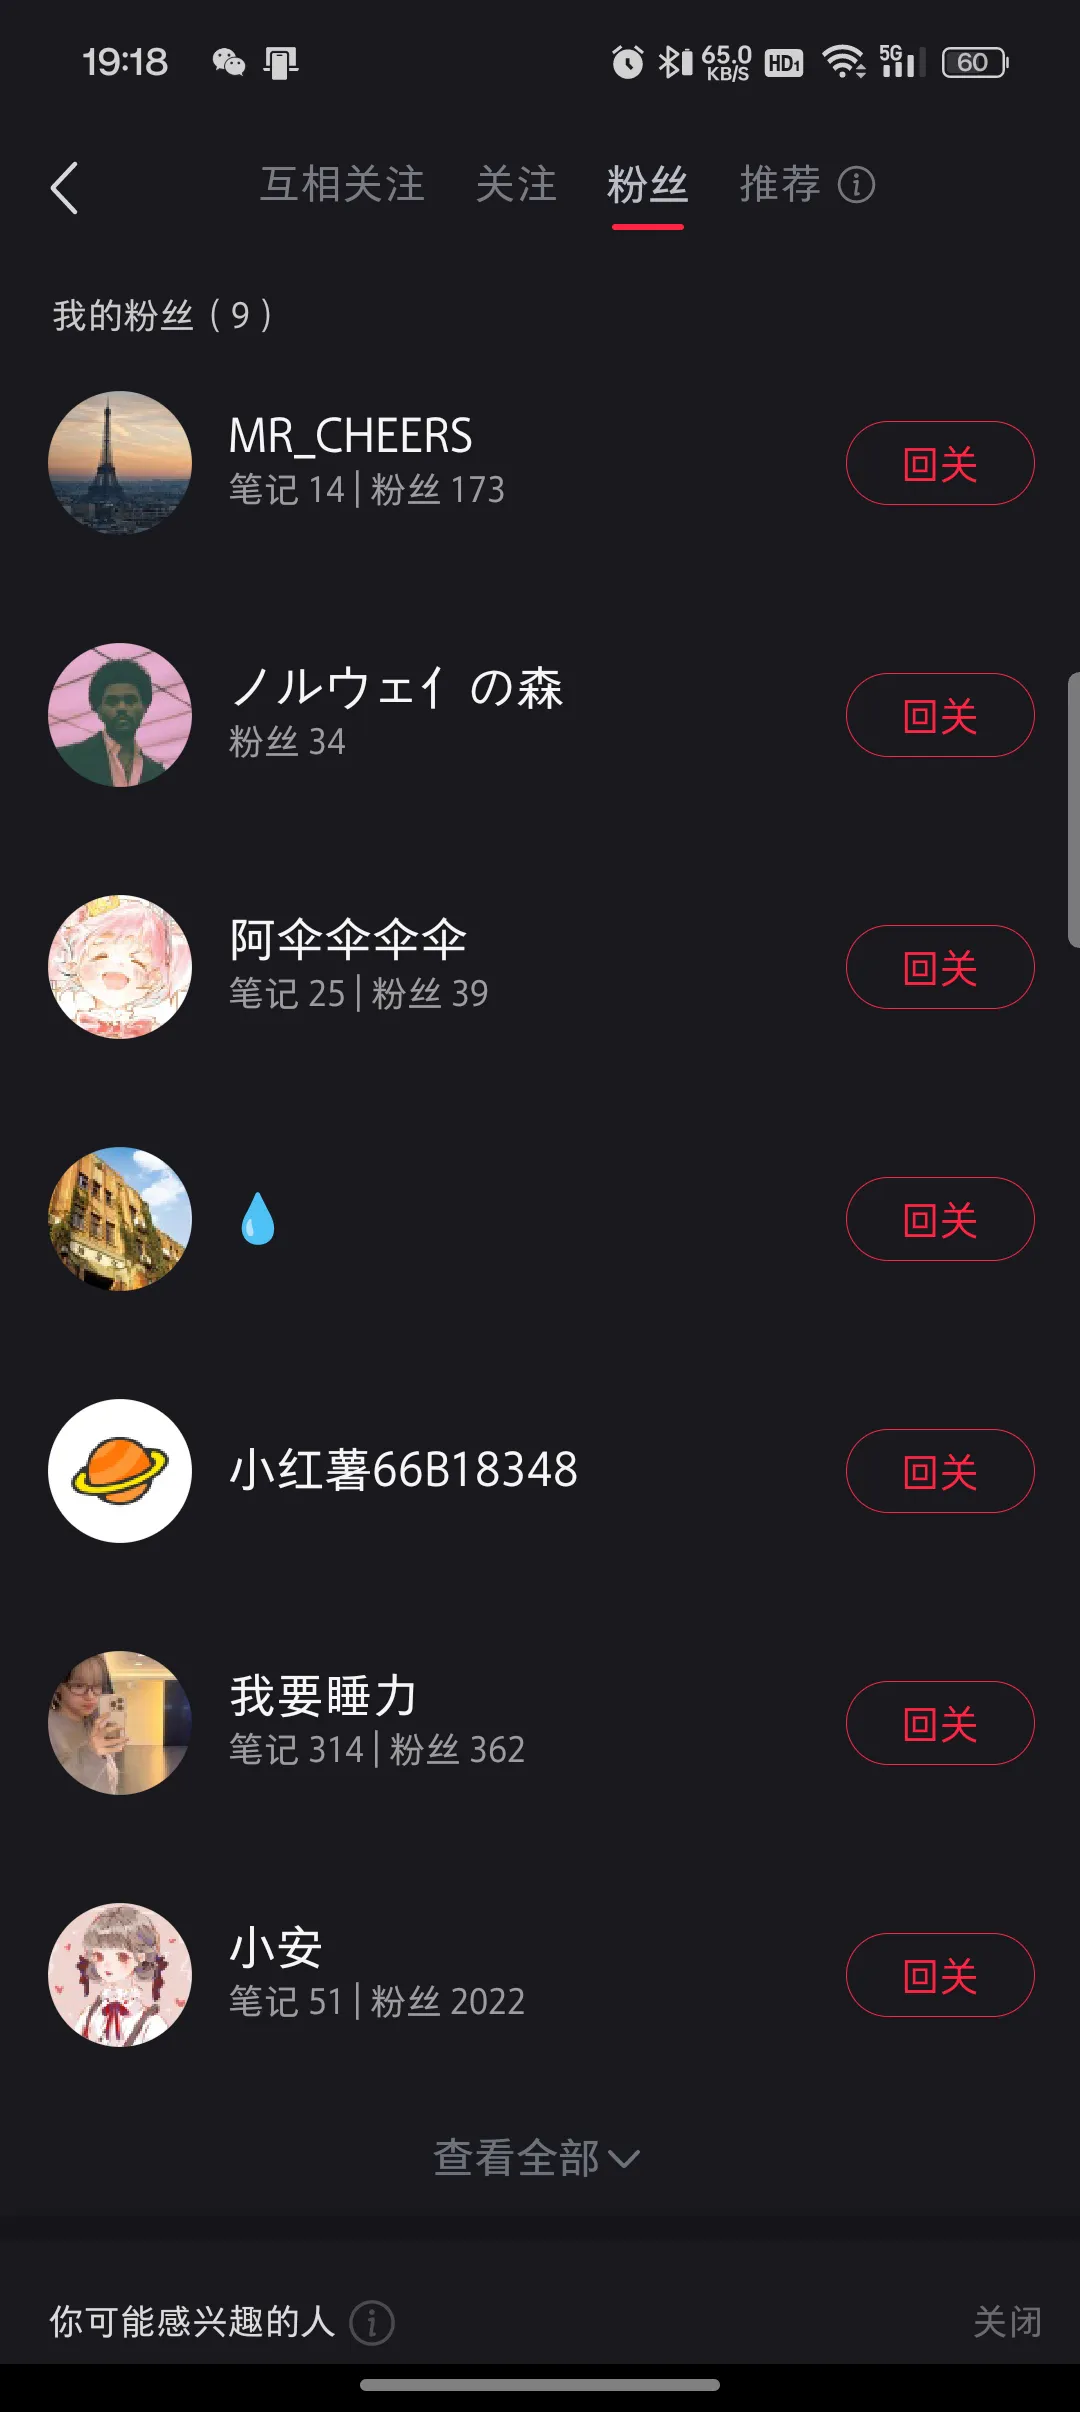 19:18
65.0 KB/S HD1 5G 60
互相关注 关注 粉丝 推荐
我的粉丝（9）
MR_CHEERS
笔记 14 | 粉丝 173
回关
ノルウェイの森
粉丝 34
回关
阿伞伞伞伞
笔记 25 | 粉丝 39
回关
💧
回关
小红薯66B18348
回关
我要睡力
笔记 314 | 粉丝 362
回关
小安
笔记 51 | 粉丝 2022
回关
查看全部
你可能感兴趣的人
关闭